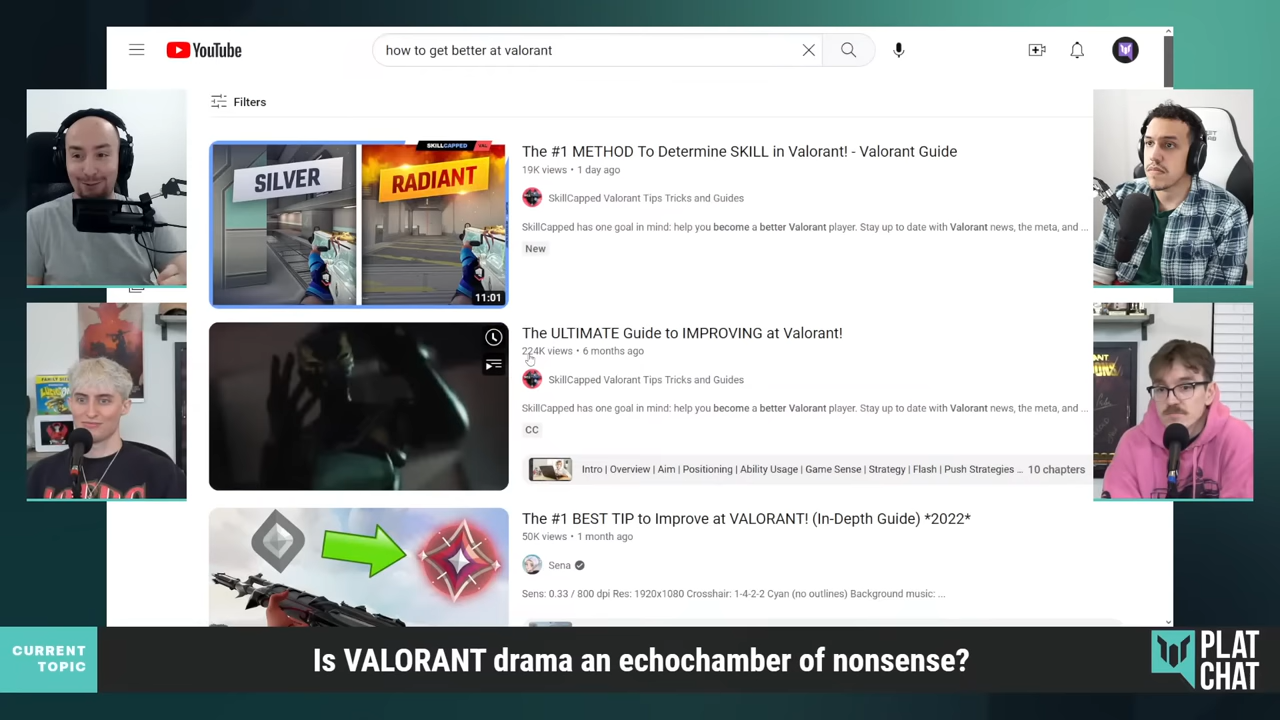 YouTube
how to get better at valorant
Filters
SKILLCAPPED VAL
SILVER
RADIANT
11:01
The #1 METHOD To Determine SKILL in Valorant! - Valorant Guide
19K views • 1 day ago
SkillCapped Valorant Tips Tricks and Guides
SkillCapped has one goal in mind: help you become a better Valorant player. Stay up to date with Valorant news, the meta, and ...
New
The ULTIMATE Guide to IMPROVING at Valorant!
224K views • 6 months ago
SkillCapped Valorant Tips Tricks and Guides
SkillCapped has one goal in mind: help you become a better Valorant player. Stay up to date with Valorant news, the meta, and ...
CC
Intro | Overview | Aim | Positioning | Ability Usage | Game Sense | Strategy | Flash | Push Strategies ... 10 chapters
The #1 BEST TIP to Improve at VALORANT! (In-Depth Guide) *2022*
50K views • 1 month ago
Sena
Sens: 0.33 / 800 dpi Res: 1920x1080 Crosshair: 1-4-2-2 Cyan (no outlines) Background music: ...
CURRENT
TOPIC
Is VALORANT drama an echochamber of nonsense?
PLAT
CHAT